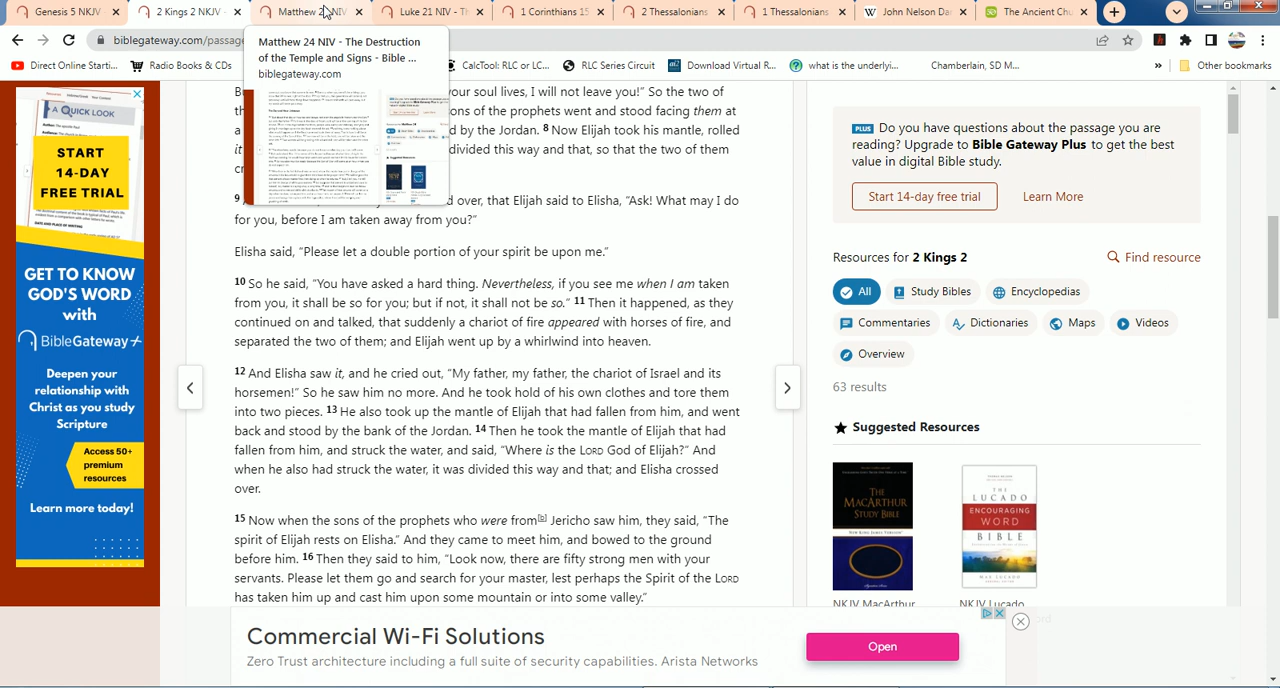 Genesis 5 NKJV
2 Kings 2 NKJV
Matthew 2
NIV
Luke 21 NIV - Th
1 Corinthians 15
2 Thessalonians
1 Thessalonians
John Nelson Da
The Ancient Chu
biblegateway.com/passage
Direct Online Starti...
Radio Books & CDs
CalcTool: RLC or LC...
RLC Series Circuit
Download Virtual R...
what is the underlyi...
Chamberlain, SD M...
»
Other bookmarks
Matthew 24 NIV - The Destruction
of the Temple and Signs - Bible ...
biblegateway.com
A QUICK LOOK
START
14-DAY
FREE TRIAL
GET TO KNOW
GOD'S WORD
with
BibleGateway+
Deepen your
relationship with
Christ as you study
Scripture
Access 50+
premium
resources
Learn more today!
your soul lives, I will not leave you!” So the two of
ons of the prophets went and stood facing them
d by the Jordan. 8 Now Elijah took his mantle, rolled
divided this way and that, so that the two of them
9
d over, that Elijah said to Elisha, “Ask! What may I do
for you, before I am taken away from you?”
Elisha said, “Please let a double portion of your spirit be upon me.”
10 So he said, “You have asked a hard thing. Nevertheless, if you see me when I am taken
from you, it shall be so for you; but if not, it shall not be so.” 11 Then it happened, as they
continued on and talked, that suddenly a chariot of fire appeared with horses of fire, and
separated the two of them; and Elijah went up by a whirlwind into heaven.
12 And Elisha saw it, and he cried out, “My father, my father, the chariot of Israel and its
horsemen!” So he saw him no more. And he took hold of his own clothes and tore them
into two pieces. 13 He also took up the mantle of Elijah that had fallen from him, and went
back and stood by the bank of the Jordan. 14 Then he took the mantle of Elijah that had
fallen from him, and struck the water, and said, “Where is the LORD God of Elijah?” And
when he also had struck the water, it was divided this way and that; and Elisha crossed
over.
15 Now when the sons of the prophets who were from Jericho saw him, they said, “The
spirit of Elijah rests on Elisha.” And they came to meet him, and bowed to the ground
before him. 16 Then they said to him, “Look now, there are fifty strong men with your
servants. Please let them go and search for your master, lest perhaps the Spirit of the LORD
has taken him up and cast him upon some mountain or into some valley.”
PLUS Do you have questions about the passage you are
reading? Upgrade to Bible Gateway Plus to get the
best value in digital Bible study.
Start 14-day free trial
Learn More
Resources for 2 Kings 2
Find resource
All
Study Bibles
Encyclopedias
Commentaries
Dictionaries
Maps
Videos
Overview
63 results
Suggested Resources
THE
MACARTHUR
STUDY BIBLE
THE
LUCADO
ENCOURAGING
WORD
BIBLE
MAX LUCADO
NKJV MacArthur
NKJV Lucado
Commercial Wi-Fi Solutions
Zero Trust architecture including a full suite of security capabilities. Arista Networks
Open